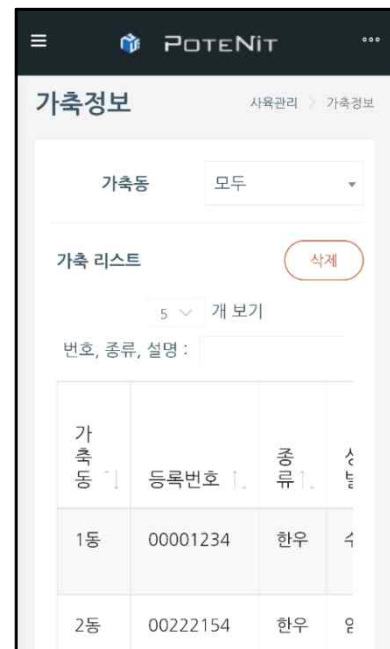 POTENIT
가축정보 사육관리 > 가축정보
가축동 모두
가축 리스트 삭제
5 개 보기
번호, 종류, 설명 :
가축동 등록번호 종류
1동 00001234 한우
2동 00222154 한우